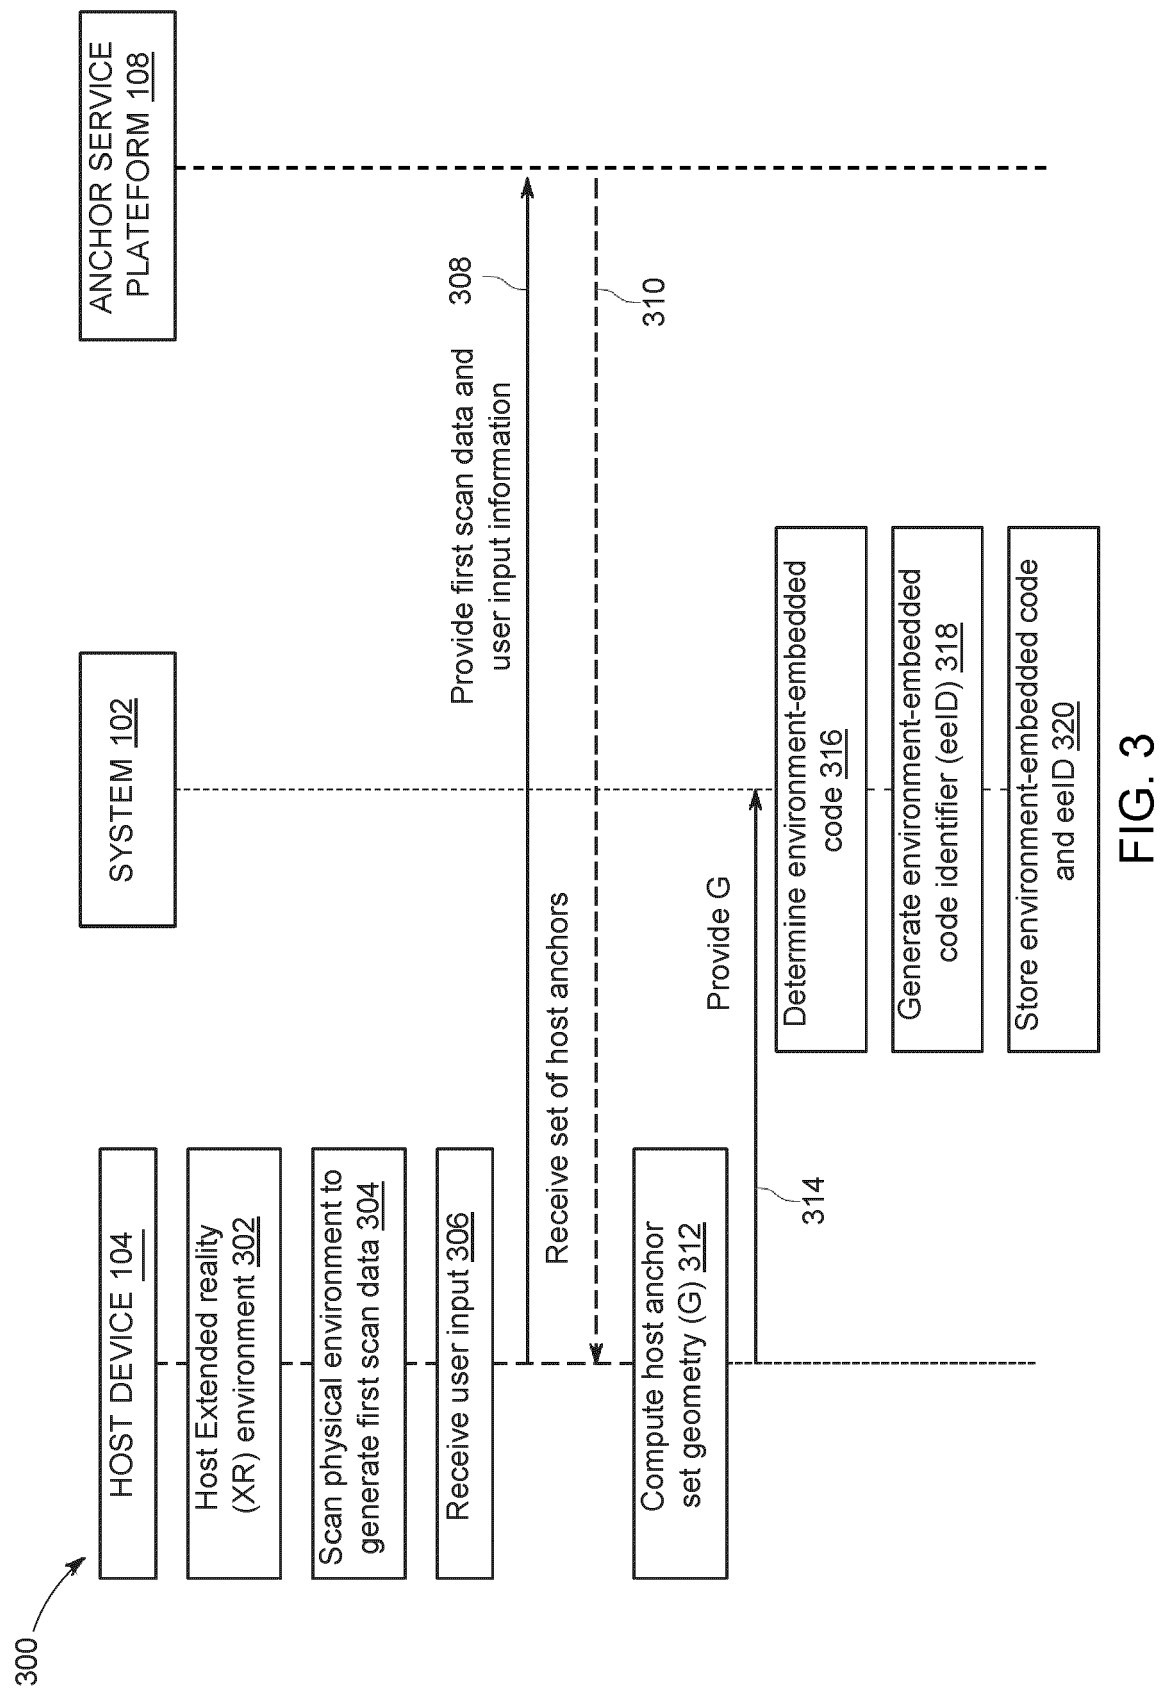 300
HOST DEVICE 104
SYSTEM 102
ANCHOR SERVICE
PLATEFORM 108
Host Extended reality
(XR) environment 302
Scan physical environment to
generate first scan data 304
Receive user input 306
Provide first scan data and
user input information
308
Receive set of host anchors
310
Compute host anchor
set geometry (G) 312
Provide G
314
Determine environment-embedded
code 316
Generate environment-embedded
code identifier (eeID) 318
Store environment-embedded code
and eeID 320
FIG. 3